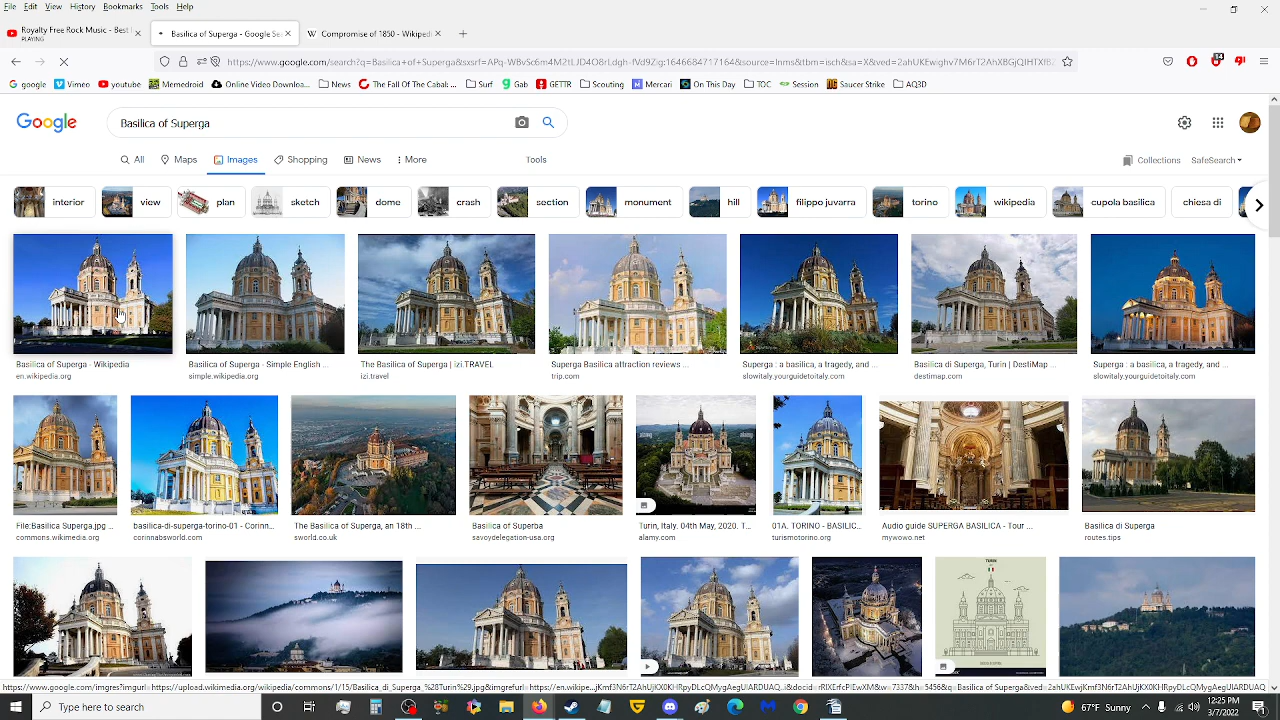 File Edit View History Bookmarks Tools Help
Royalty Free Rock Music - Best
PLAYING
Basilica of Superga - Google Se
Compromise of 1850 - Wikiped
google Vimeo youtube Memedroid Online Video Download... News The Fall Of The Cabal: ... Surf Gab GETTR Scouting Mercari On This Day TOC Session Saucer Strike AQ3D
Google
Basilica of Superga
All Maps Images Shopping News More Tools
Collections SafeSearch
interior view plan sketch dome crash section monument hill filippo juvarra torino wikipedia cupola basilica chiesa di
Basilica of Superga - Wikipedia
en.wikipedia.org
Basilica of Superga - Simple English ...
simple.wikipedia.org
The Basilica of Superga | izi.TRAVEL
izi.travel
Superga Basilica attraction reviews ...
trip.com
Superga : a basilica, a tragedy, and ...
slowitaly.yourguidetoitaly.com
Basilica di Superga, Turin | DestiMap ...
destimap.com
Superga : a basilica, a tragedy, and ...
slowitaly.yourguidetoitaly.com
File:Basilica Superga.jpg ...
commons.wikimedia.org
basilica-di-superga-torino-01 - Corinn...
corinnabsworld.com
The Basilica of Superga, an 18th ...
sworld.co.uk
Basilica of Superba
savoydelegation-usa.org
Turin, Italy. 04th May, 2020. T...
alamy.com
01A. TORINO - BASILIC...
turismotorino.org
Audio guide SUPERGA BASILICA - Tour ...
mywowo.net
Basilica di Superga
routes.tips
TURIN
Type here to search
67°F Sunny
12:25 PM
3/7/2022